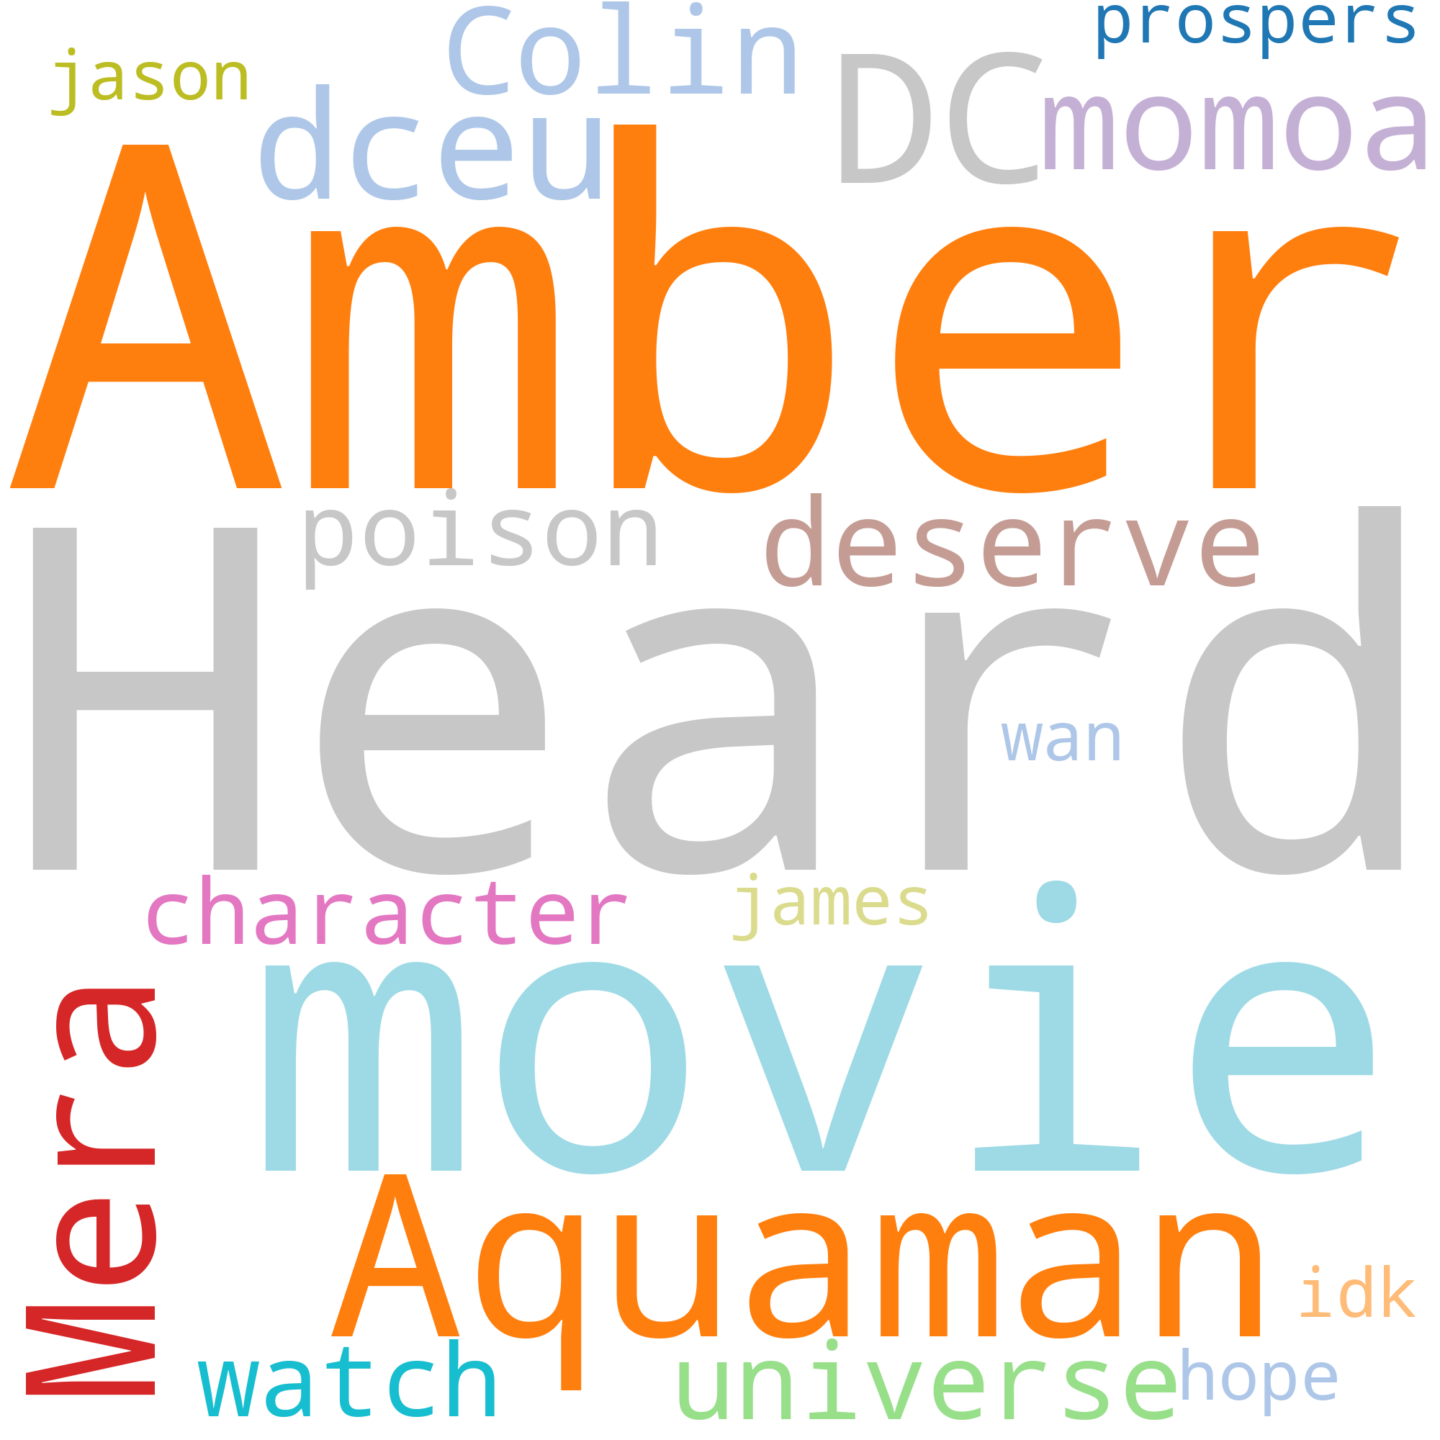 prospers
Colin
jason
DC
momoa
dceu
Amber
poison
deserve
Heard
wan
character
james
movie
Mera
Aquaman
idk
watch
universe
hope